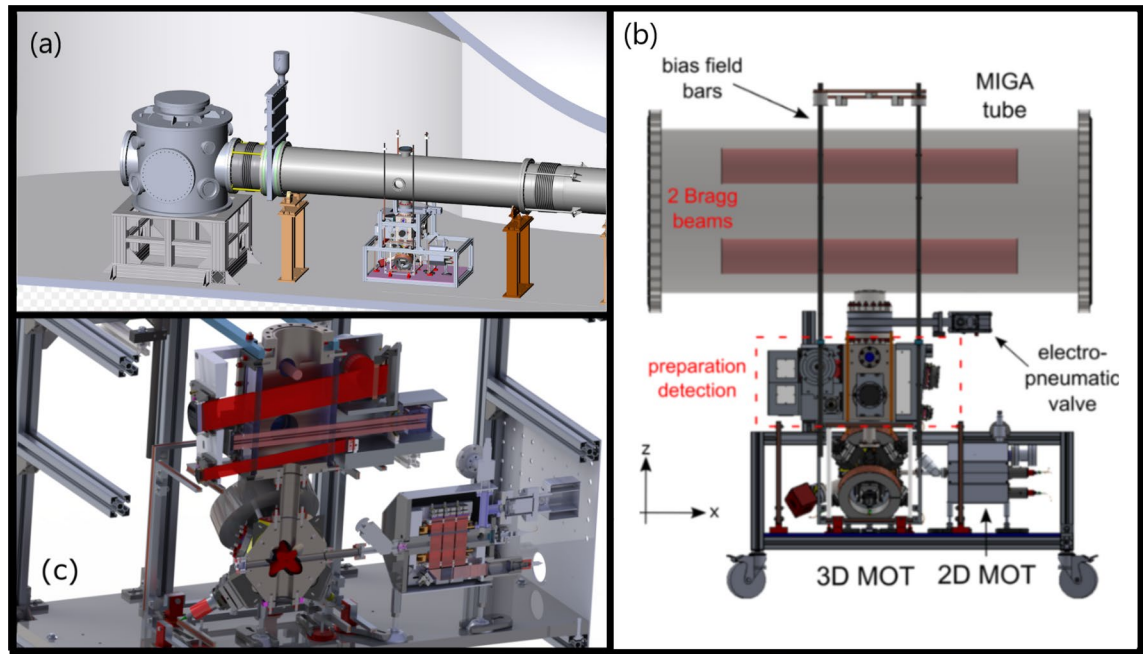 (a)
(b)
bias field
bars
MIGA
tube
2 Bragg
beams
preparation
detection
electro-
pneumatic
valve
z
x
3D MOT
2D MOT
(c)